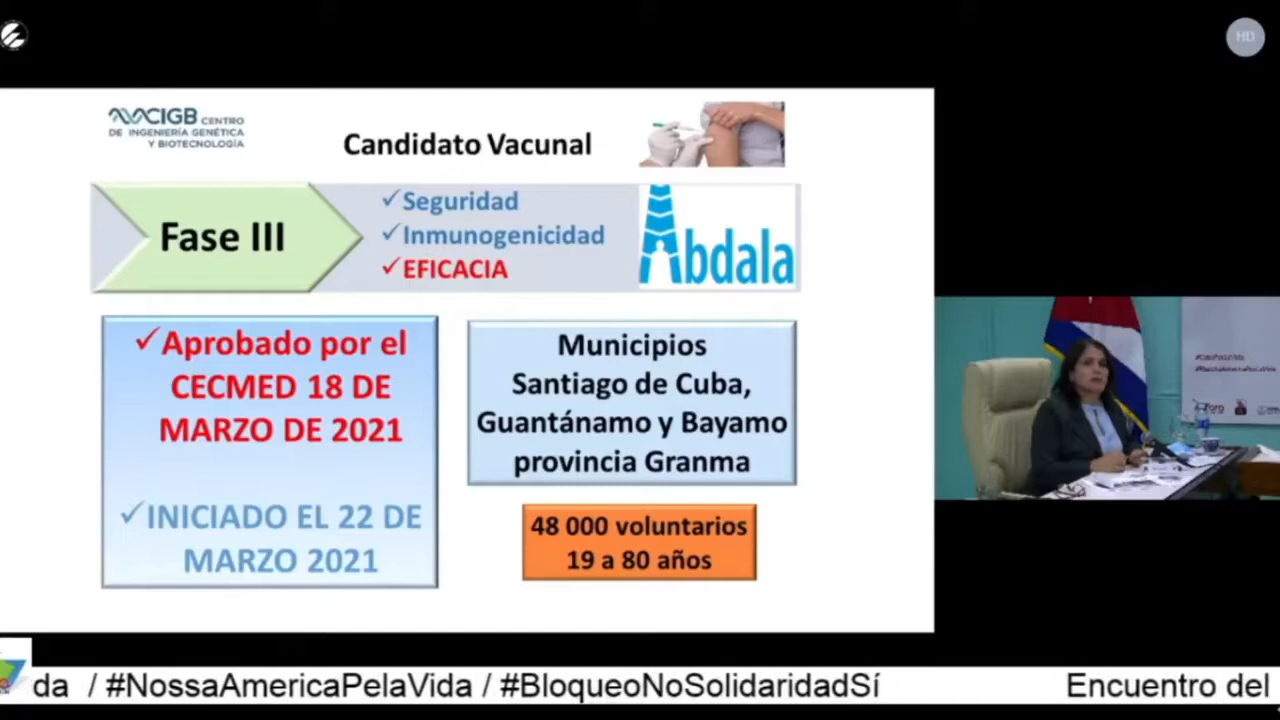 HD
CIGB CENTRO
DE INGENIERÍA GENÉTICA
Y BIOTECNOLOGÍA
Candidato Vacunal
Fase III
✓Seguridad
✓Inmunogenicidad
✓EFICACIA
Abdala
✓Aprobado por el
CECMED 18 DE
MARZO DE 2021
✓INICIADO EL 22 DE
MARZO 2021
Municipios
Santiago de Cuba,
Guantánamo y Bayamo
provincia Granma
48 000 voluntarios
19 a 80 años
da / #NossaAmericaPelaVida / #BloqueoNoSolidaridadSí Encuentro del